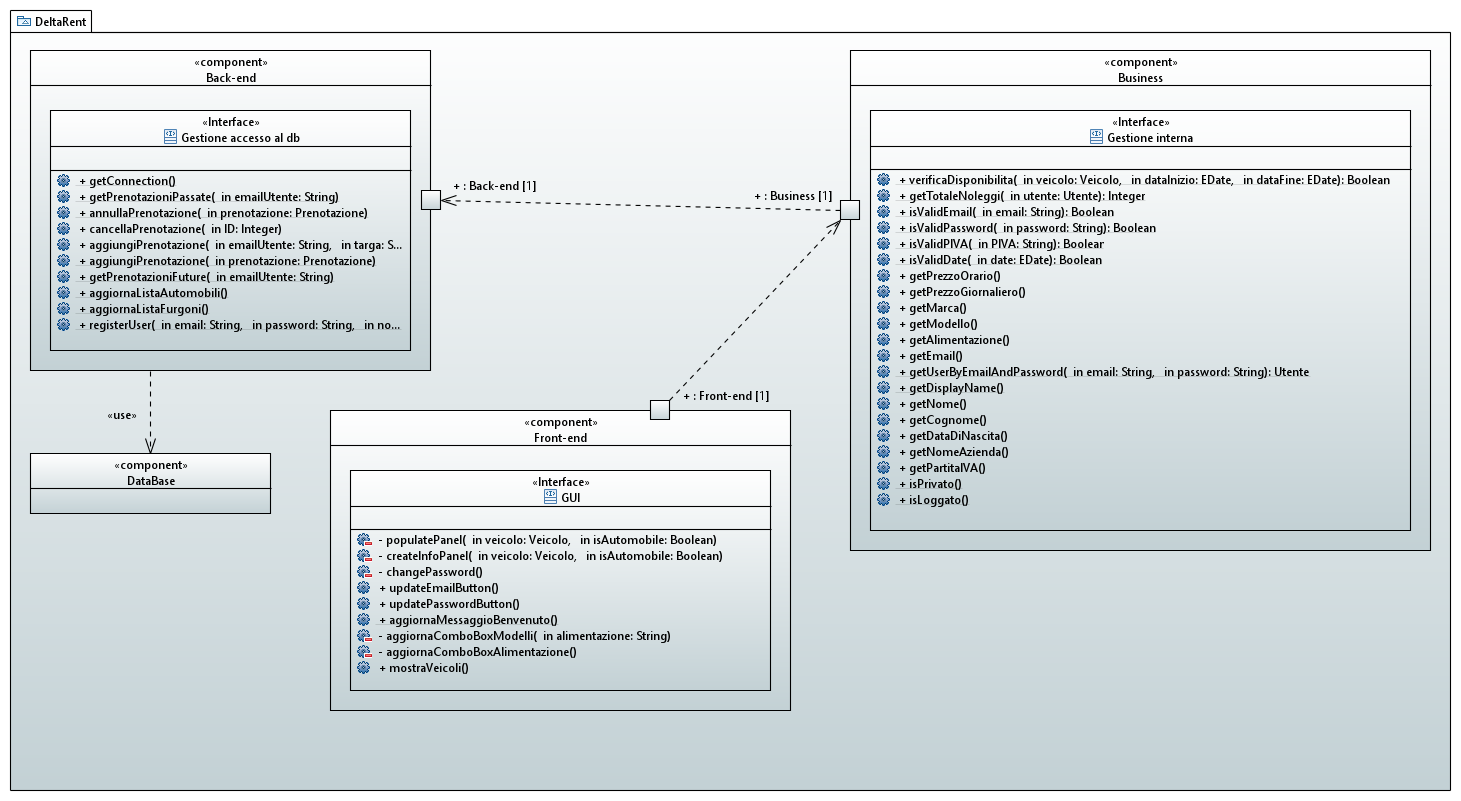 DeltaRent
«component»
Back-end
«Interface»
Gestione accesso al db
+ getConnection()
+ getPrenotazioniPassate( in emailUtente: String)
+ annullaPrenotazione( in prenotazione: Prenotazione)
+ cancellaPrenotazione( in ID: Integer)
+ aggiungiPrenotazione( in emailUtente: String, in targa: S...
+ aggiungiPrenotazione( in prenotazione: Prenotazione)
+ getPrenotazioniFuture( in emailUtente: String)
+ aggiornaListaAutomobili()
+ aggiornaListaFurgoni()
+ registerUser( in email: String, in password: String, in no...
+ : Back-end [1]
+ : Business [1]
«component»
Business
«Interface»
Gestione interna
+ verificaDisponibilita( in veicolo: Veicolo, in dataInizio: EDate, in dataFine: EDate): Boolean
+ getTotaleNoleggi( in utente: Utente): Integer
+ isValidEmail( in email: String): Boolean
+ isValidPassword( in password: String): Boolean
+ isValidPIVA( in PIVA: String): Boolear
+ isValidDate( in date: EDate): Boolean
+ getPrezzoOrario()
+ getPrezzoGiornaliero()
+ getMarca()
+ getModello()
+ getAlimentazione()
+ getEmail()
+ getUserByEmailAndPassword( in email: String, in password: String): Utente
+ getDisplayName()
+ getNome()
+ getCognome()
+ getDataDiNascita()
+ getNomeAzienda()
+ getPartitaIVA()
+ isPrivato()
+ isLoggato()
«use»
«component»
DataBase
+ : Front-end [1]
«component»
Front-end
«Interface»
GUI
- populatePanel( in veicolo: Veicolo, in isAutomobile: Boolean)
- createInfoPanel( in veicolo: Veicolo, in isAutomobile: Boolean)
- changePassword()
+ updateEmailButton()
+ updatePasswordButton()
+ aggiornaMessaggioBenvenuto()
- aggiornaComboBoxModelli( in alimentazione: String)
- aggiornaComboBoxAlimentazione()
+ mostraVeicoli()